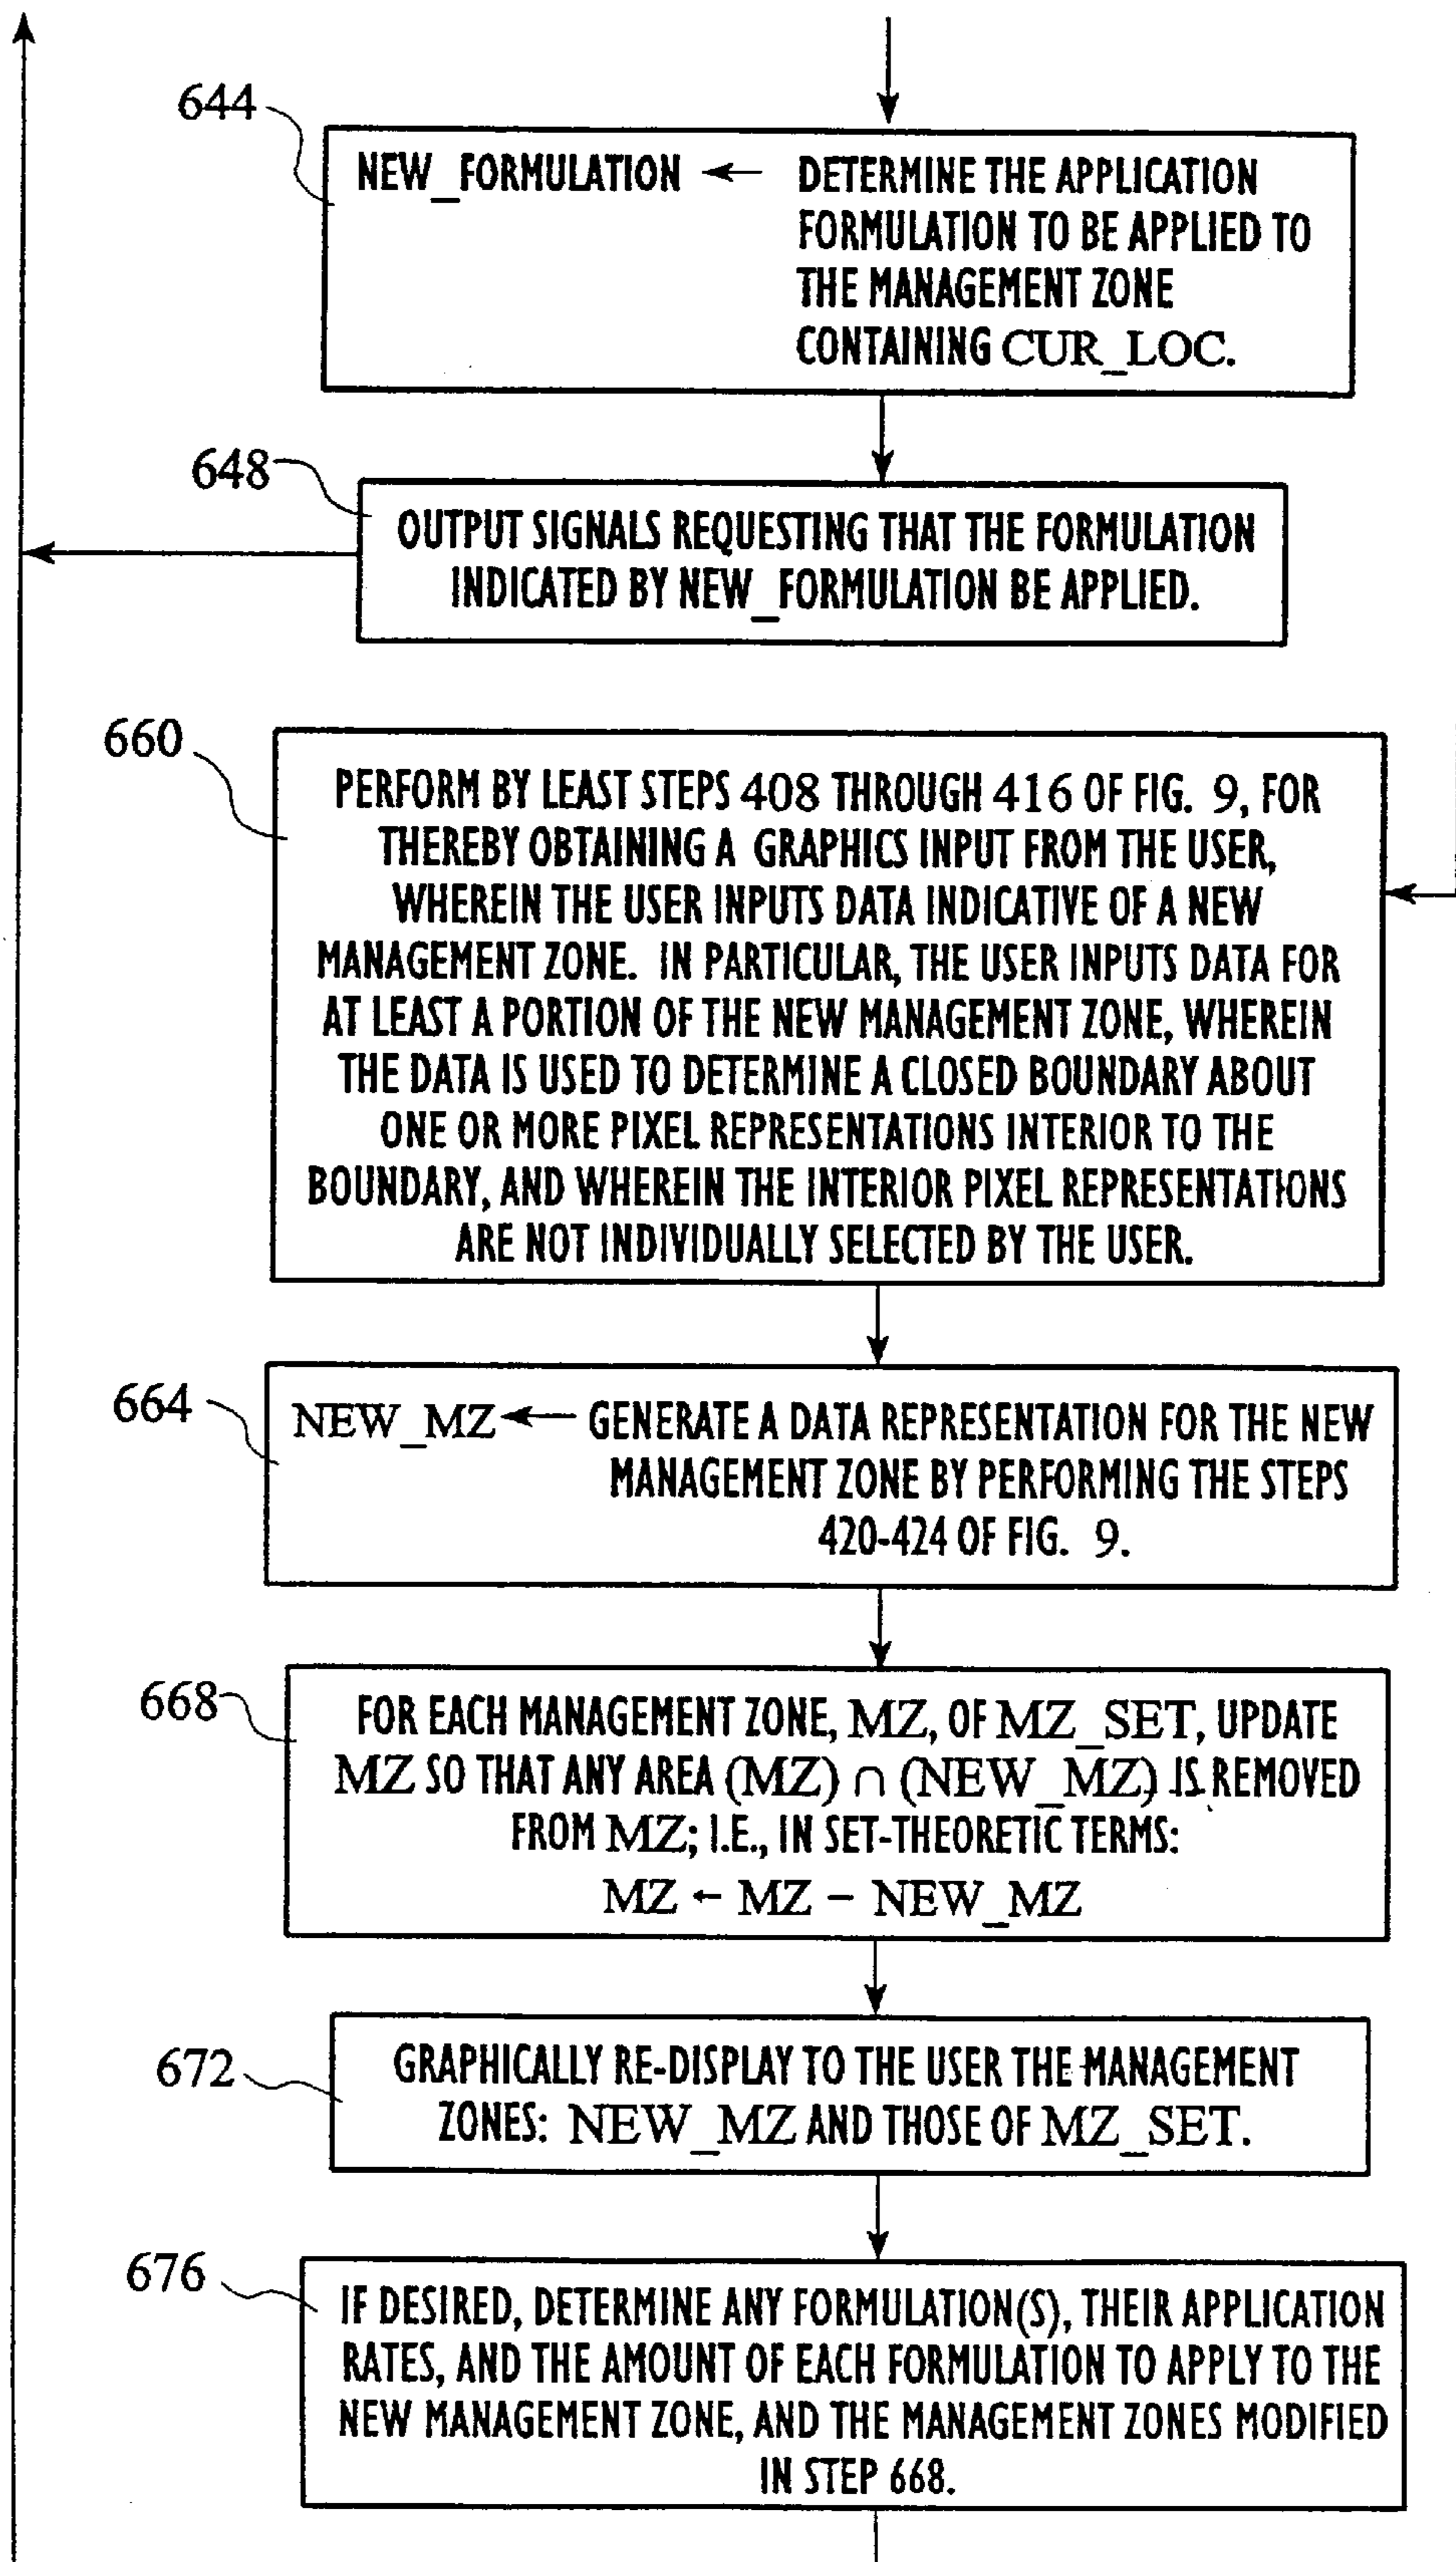 644
NEW_FORMULATION ← DETERMINE THE APPLICATION
FORMULATION TO BE APPLIED TO
THE MANAGEMENT ZONE
CONTAINING CUR_LOC.
648
OUTPUT SIGNALS REQUESTING THAT THE FORMULATION
INDICATED BY NEW_FORMULATION BE APPLIED.
660
PERFORM BY LEAST STEPS 408 THROUGH 416 OF FIG. 9, FOR
THEREBY OBTAINING A GRAPHICS INPUT FROM THE USER,
WHEREIN THE USER INPUTS DATA INDICATIVE OF A NEW
MANAGEMENT ZONE. IN PARTICULAR, THE USER INPUTS DATA FOR
AT LEAST A PORTION OF THE NEW MANAGEMENT ZONE, WHEREIN
THE DATA IS USED TO DETERMINE A CLOSED BOUNDARY ABOUT
ONE OR MORE PIXEL REPRESENTATIONS INTERIOR TO THE
BOUNDARY, AND WHEREIN THE INTERIOR PIXEL REPRESENTATIONS
ARE NOT INDIVIDUALLY SELECTED BY THE USER.
664
NEW_MZ ← GENERATE A DATA REPRESENTATION FOR THE NEW
MANAGEMENT ZONE BY PERFORMING THE STEPS
420-424 OF FIG. 9.
668
FOR EACH MANAGEMENT ZONE, MZ, OF MZ_SET, UPDATE
MZ SO THAT ANY AREA (MZ) ∩ (NEW_MZ) IS REMOVED
FROM MZ; I.E., IN SET-THEORETIC TERMS:
MZ ← MZ – NEW_MZ
672
GRAPHICALLY RE-DISPLAY TO THE USER THE MANAGEMENT
ZONES: NEW_MZ AND THOSE OF MZ_SET.
676
IF DESIRED, DETERMINE ANY FORMULATION(S), THEIR APPLICATION
RATES, AND THE AMOUNT OF EACH FORMULATION TO APPLY TO THE
NEW MANAGEMENT ZONE, AND THE MANAGEMENT ZONES MODIFIED
IN STEP 668.